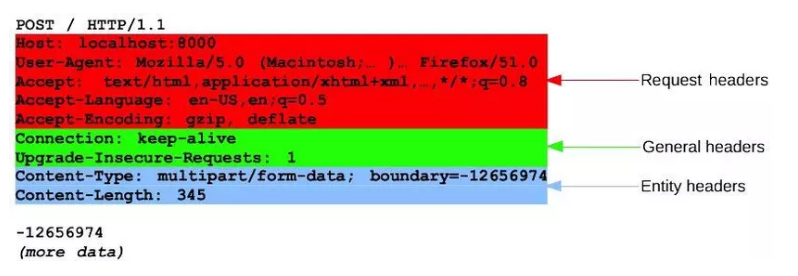 POST / HTTP/1.1
Host: localhost:8000
User-Agent: Mozilla/5.0 (Macintosh;… )… Firefox/51.0
Accept: text/html,application/xhtml+xml,…,*/*;q=0.8
Accept-Language: en-US,en;q=0.5
Accept-Encoding: gzip, deflate
Connection: keep-alive
Upgrade-Insecure-Requests: 1
Content-Type: multipart/form-data; boundary=-12656974
Content-Length: 345
-12656974
(more data)
Request headers
General headers
Entity headers